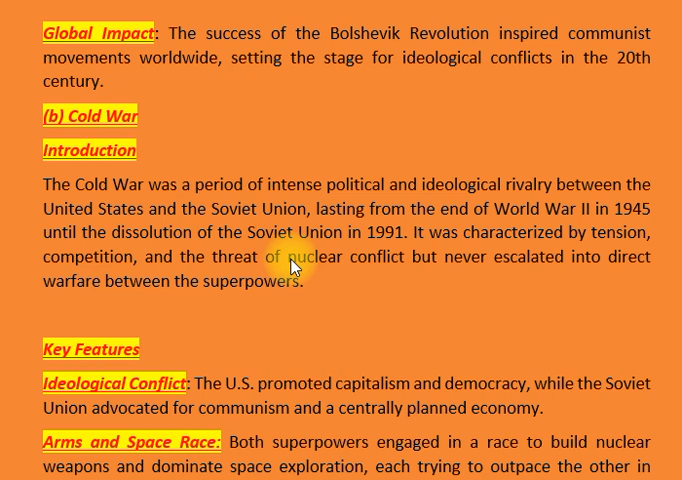 Global Impact: The success of the Bolshevik Revolution inspired communist
movements worldwide, setting the stage for ideological conflicts in the 20th
century.
(b) Cold War
Introduction
The Cold War was a period of intense political and ideological rivalry between the
United States and the Soviet Union, lasting from the end of World War II in 1945
until the dissolution of the Soviet Union in 1991. It was characterized by tension,
competition, and the threat of nuclear conflict but never escalated into direct
warfare between the superpowers.
Key Features
Ideological Conflict: The U.S. promoted capitalism and democracy, while the Soviet
Union advocated for communism and a centrally planned economy.
Arms and Space Race: Both superpowers engaged in a race to build nuclear
weapons and dominate space exploration, each trying to outpace the other in